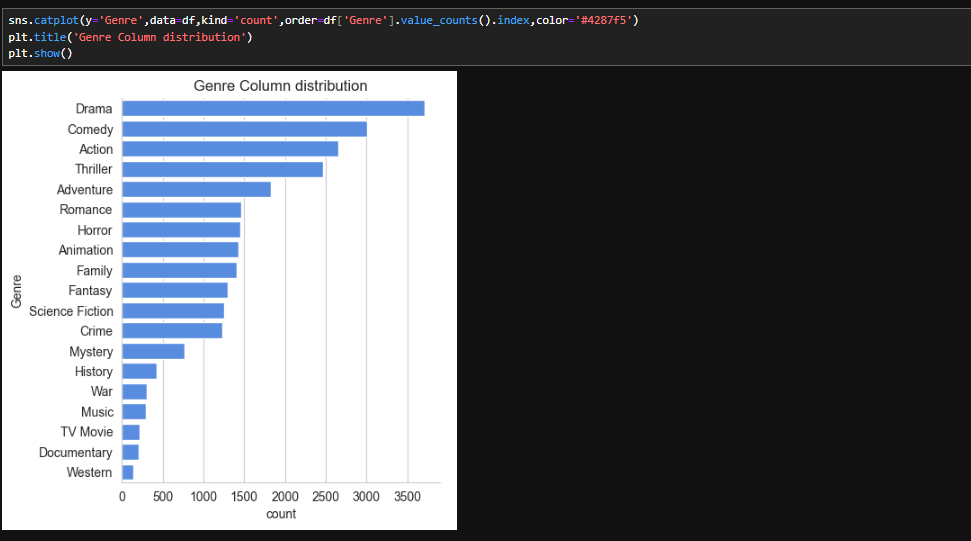 sns.catplot(y='Genre',data=df,kind='count',order=df['Genre'].value_counts().index,color='#4287f5')
plt.title('Genre Column distribution')
plt.show()
Genre Column distribution
Drama
Comedy
Action
Thriller
Adventure
Romance
Horror
Animation
Family
Fantasy
Science Fiction
Crime
Mystery
History
War
Music
TV Movie
Documentary
Western
Genre
0 500 1000 1500 2000 2500 3000 3500
count